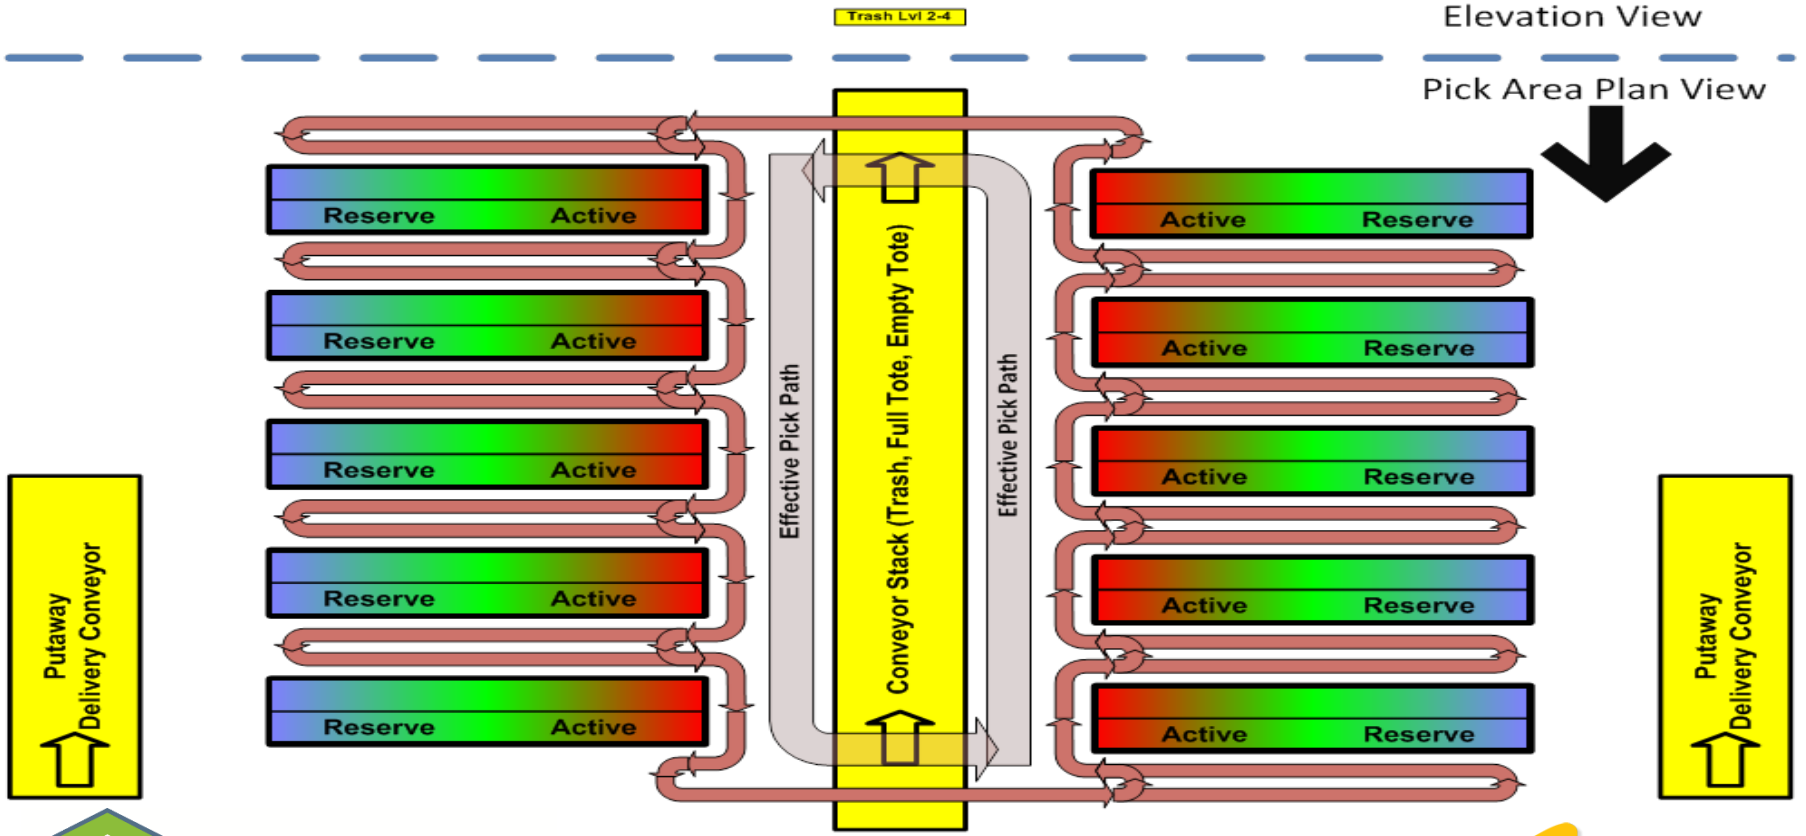 Trash Lvl 2-4
Elevation View
Pick Area Plan View
Reserve Active
Active Reserve
Reserve Active
Active Reserve
Reserve Active
Active Reserve
Reserve Active
Active Reserve
Reserve Active
Active Reserve
Effective Pick Path
Conveyor Stack (Trash, Full Tote, Empty Tote)
Effective Pick Path
Putaway
Delivery Conveyor
Putaway
Delivery Conveyor